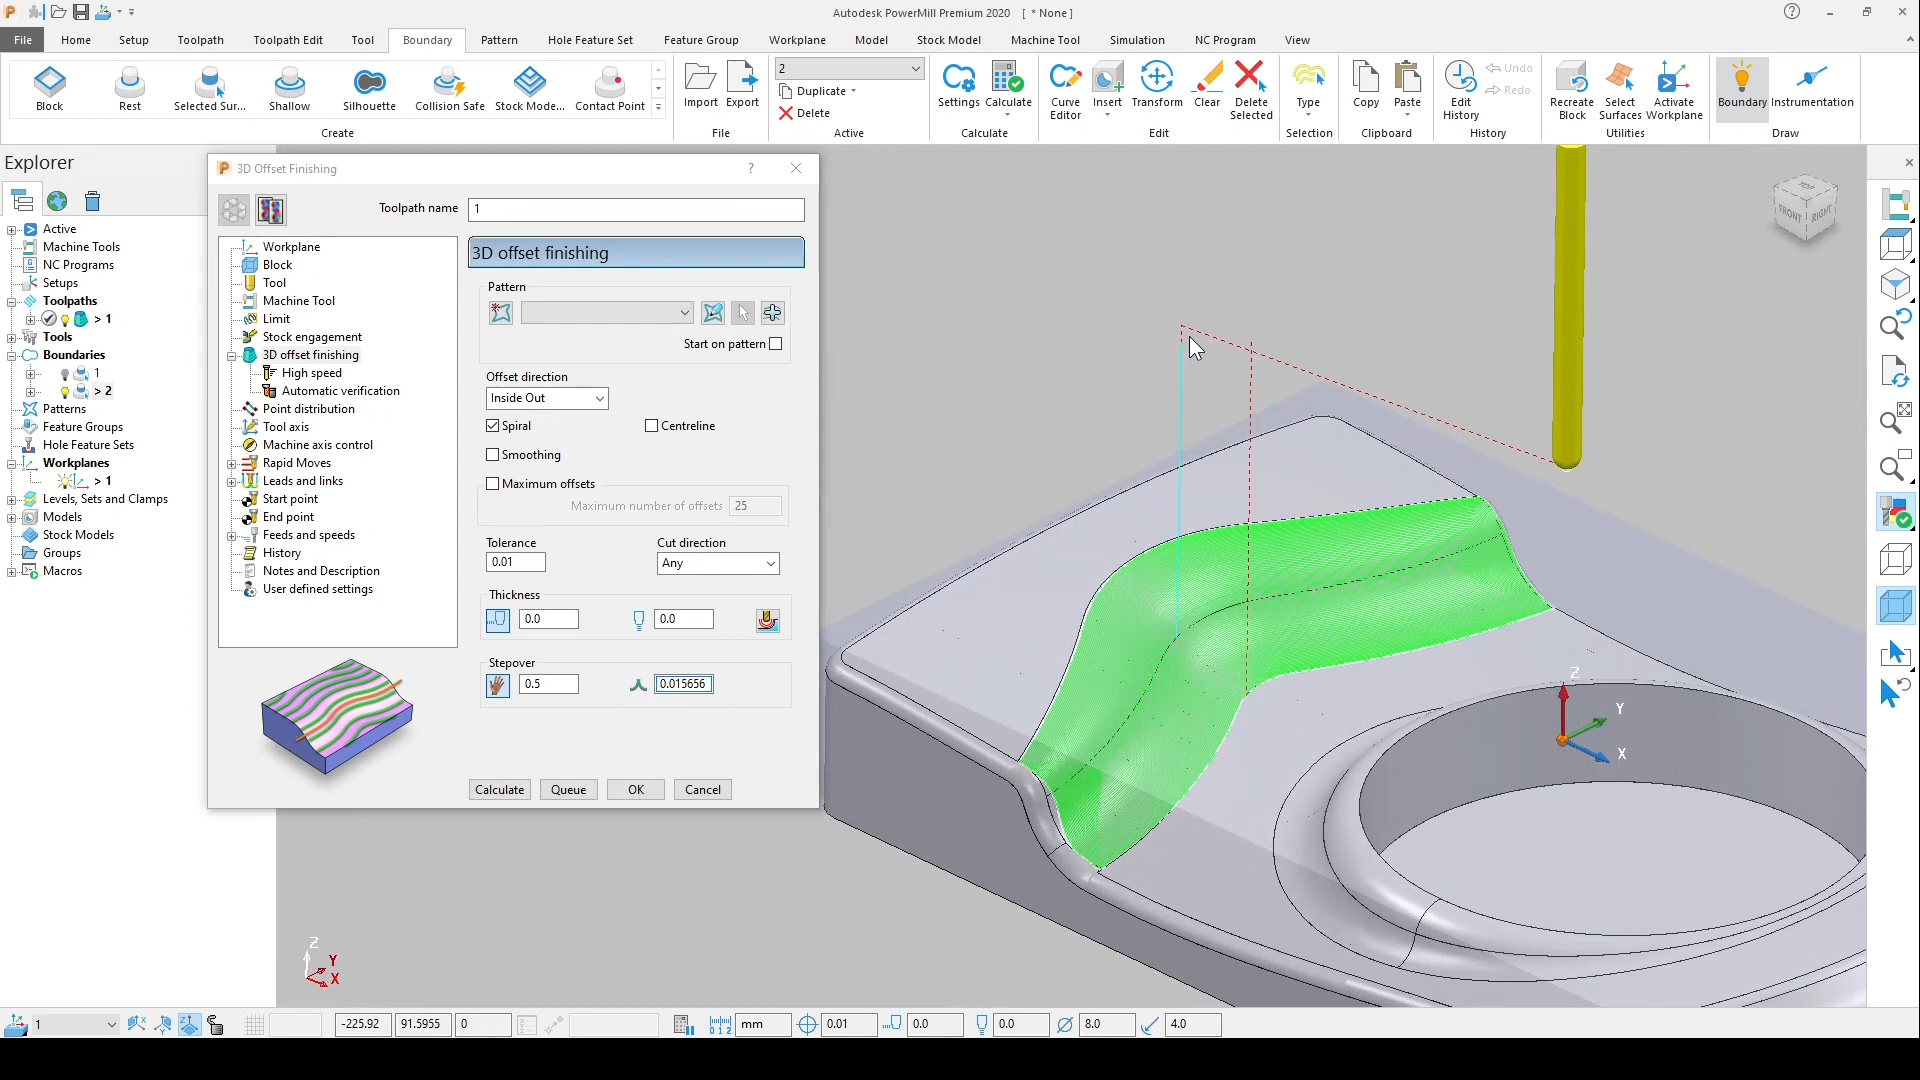 Autodesk PowerMill Premium 2020 [ * None ]
File Home Setup Toolpath Toolpath Edit Tool Boundary Pattern Hole Feature Set Feature Group Workplane Model Stock Model Machine Tool Simulation NC Program View
Block Rest Selected Sur... Shallow Silhouette Collision Safe Stock Mode... Contact Point
Create
Import Export
File
2
Duplicate
Delete
Active
Settings Calculate
Calculate
Curve Editor Insert Transform Clear Delete Selected
Edit
Type
Selection
Copy Paste
Clipboard
Edit History
Undo
Redo
History
Recreate Block Select Surfaces Activate Workplane
Utilities
Boundary Instrumentation
Draw
Explorer
Active
Machine Tools
NC Programs
Setups
Toolpaths
> 1
Tools
Boundaries
1
> 2
Patterns
Feature Groups
Hole Feature Sets
Workplanes
> 1
Levels, Sets and Clamps
Models
Stock Models
Groups
Macros
3D Offset Finishing
?
Toolpath name 1
Workplane
Block
Tool
Machine Tool
Limit
Stock engagement
3D offset finishing
High speed
Automatic verification
Point distribution
Tool axis
Machine axis control
Rapid Moves
Leads and links
Start point
End point
Feeds and speeds
History
Notes and Description
User defined settings
3D offset finishing
Pattern
Start on pattern
Offset direction
Inside Out
Spiral
Centreline
Smoothing
Maximum offsets
Maximum number of offsets 25
Tolerance
0.01
Cut direction
Any
Thickness
0.0
0.0
Stepover
0.5
0.015656
Calculate Queue OK Cancel
TOP
FRONT RIGHT
Z
Y
X
Z
Y
X
1
-225.92 91.5955 0
mm 0.01 0.0 0.0 8.0 4.0